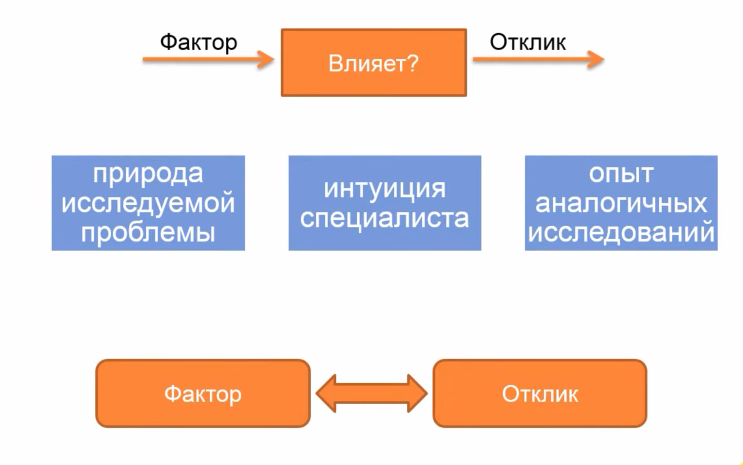 Фактор
Влияет?
Отклик
природа
исследуемой
проблемы
интуиция
специалиста
опыт
аналогичных
исследований
Фактор
Отклик